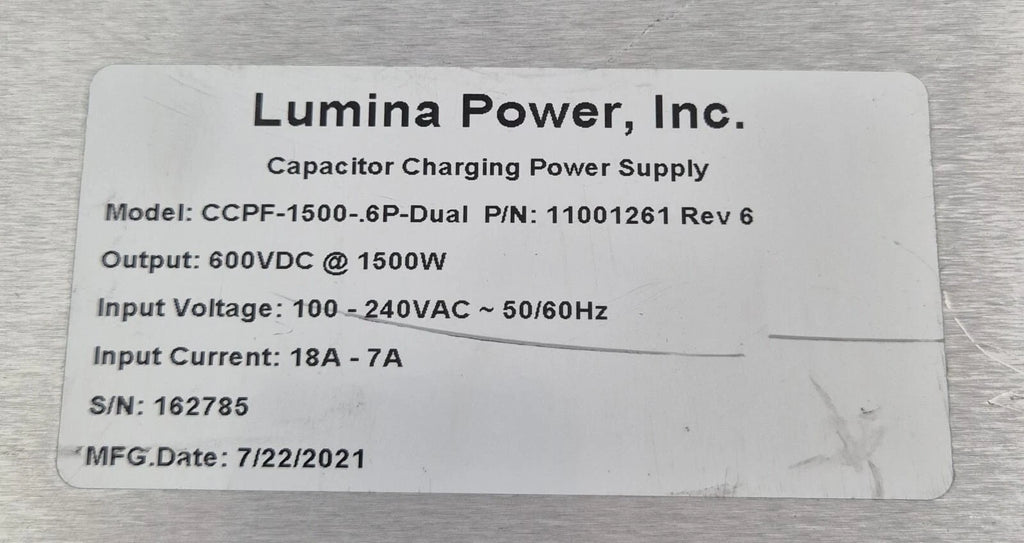 Lumina Power, Inc.
Capacitor Charging Power Supply
Model: CCPF-1500-.6P-Dual P/N: 11001261 Rev 6
Output: 600VDC @ 1500W
Input Voltage: 100 - 240VAC ~ 50/60Hz
Input Current: 18A - 7A
S/N: 162785
MFG.Date: 7/22/2021